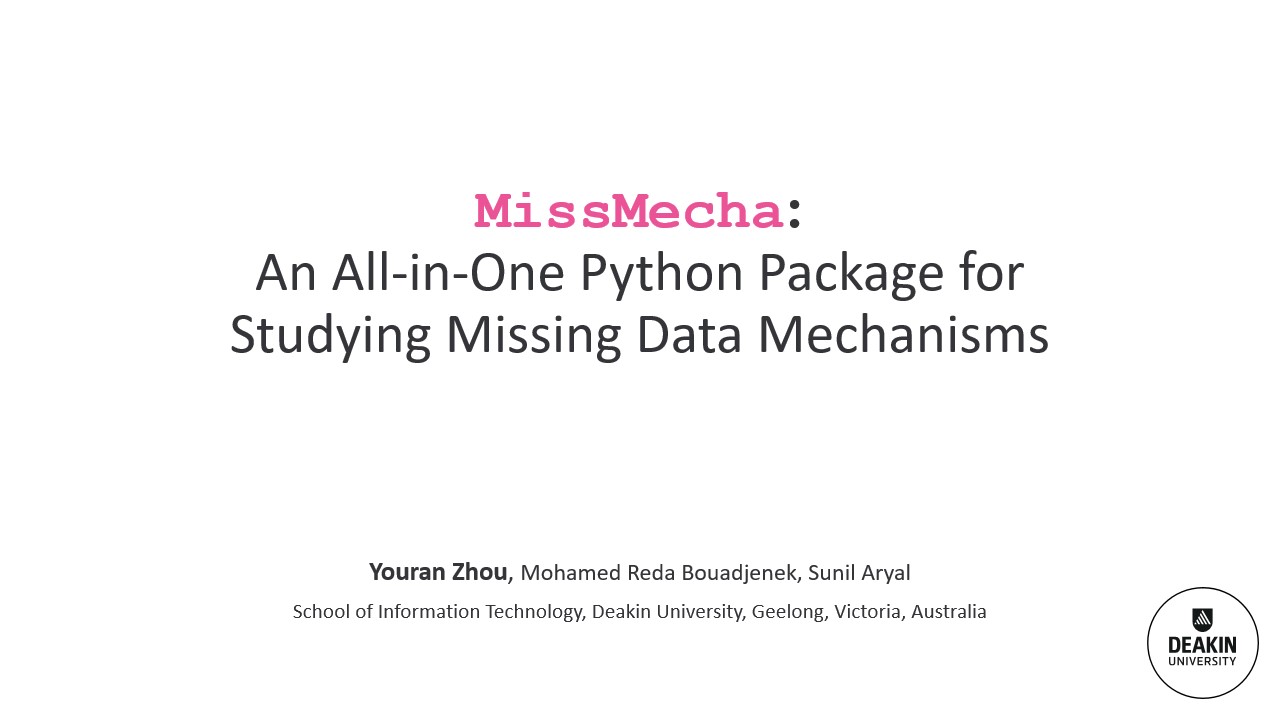 MissMecha:
An All-in-One Python Package for
Studying Missing Data Mechanisms
Youran Zhou, Mohamed Reda Bouadjenek, Sunil Aryal
School of Information Technology, Deakin University, Geelong, Victoria, Australia
DEAKIN
UNIVERSITY